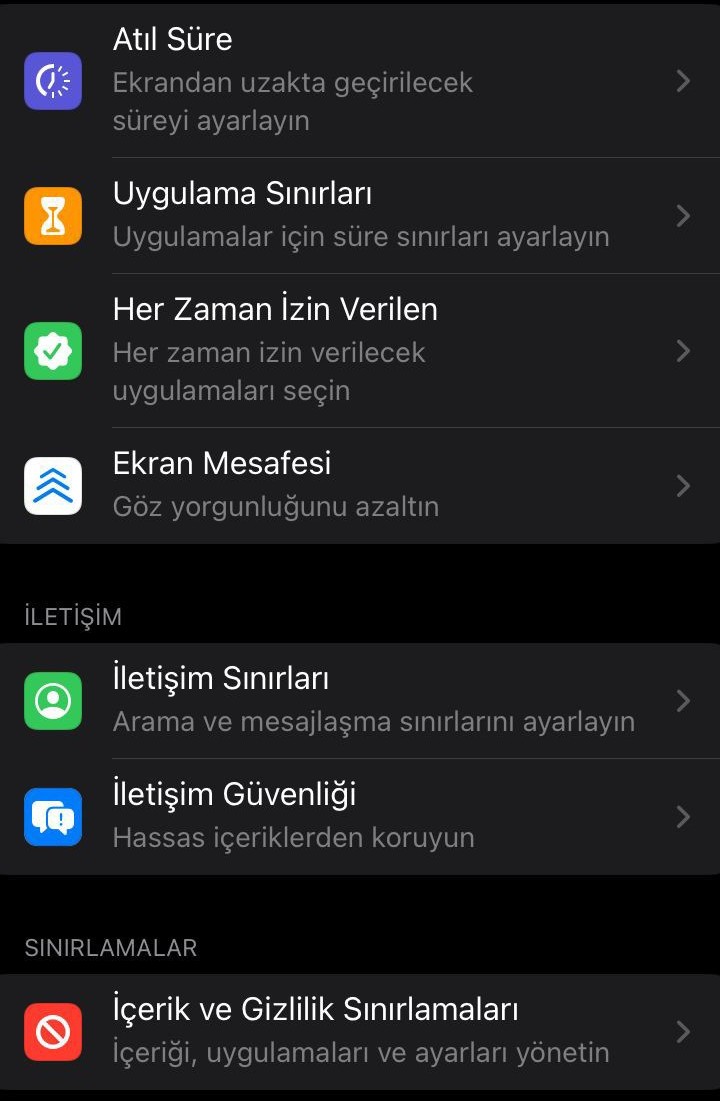 Atıl Süre
Ekrandan uzakta geçirilecek
süreyi ayarlayın
Uygulama Sınırları
Uygulamalar için süre sınırları ayarlayın
Her Zaman İzin Verilen
Her zaman izin verilecek
uygulamaları seçin
Ekran Mesafesi
Göz yorgunluğunu azaltın
İLETİŞİM
İletişim Sınırları
Arama ve mesajlaşma sınırlarını ayarlayın
İletişim Güvenliği
Hassas içeriklerden koruyun
SINIRLAMALAR
İçerik ve Gizlilik Sınırlamaları
İçeriği, uygulamaları ve ayarları yönetin